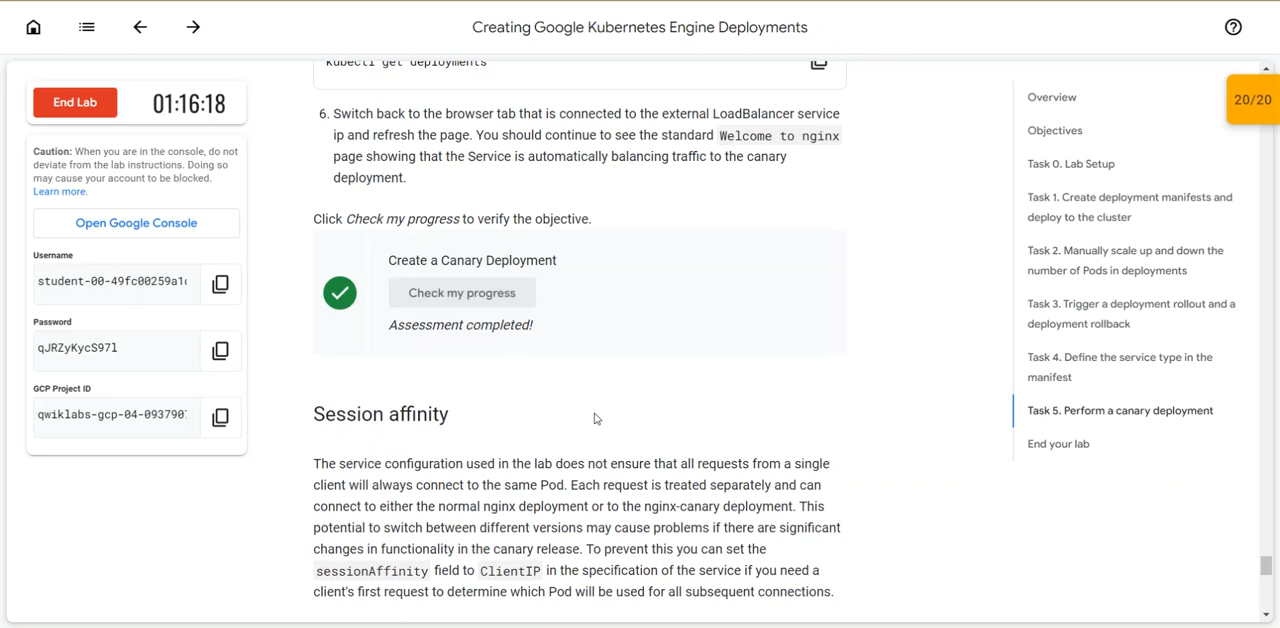 Creating Google Kubernetes Engine Deployments
End Lab
01:16:18
Caution: When you are in the console, do not
deviate from the lab instructions. Doing so
may cause your account to be blocked.
Learn more.
Open Google Console
Username
student-00-49fc00259a1
Password
qJRZyKycS97l
GCP Project ID
qwiklabs-gcp-04-093790
kubectl get deployments
6. Switch back to the browser tab that is connected to the external LoadBalancer service
ip and refresh the page. You should continue to see the standard Welcome to nginx
page showing that the Service is automatically balancing traffic to the canary
deployment.
Click Check my progress to verify the objective.
Create a Canary Deployment
Check my progress
Assessment completed!
Session affinity
The service configuration used in the lab does not ensure that all requests from a single
client will always connect to the same Pod. Each request is treated separately and can
connect to either the normal nginx deployment or to the nginx-canary deployment. This
potential to switch between different versions may cause problems if there are significant
changes in functionality in the canary release. To prevent this you can set the
sessionAffinity field to ClientIP in the specification of the service if you need a
client's first request to determine which Pod will be used for all subsequent connections.
Overview
Objectives
Task 0. Lab Setup
Task 1. Create deployment manifests and
deploy to the cluster
Task 2. Manually scale up and down the
number of Pods in deployments
Task 3. Trigger a deployment rollout and a
deployment rollback
Task 4. Define the service type in the
manifest
Task 5. Perform a canary deployment
End your lab
20/20